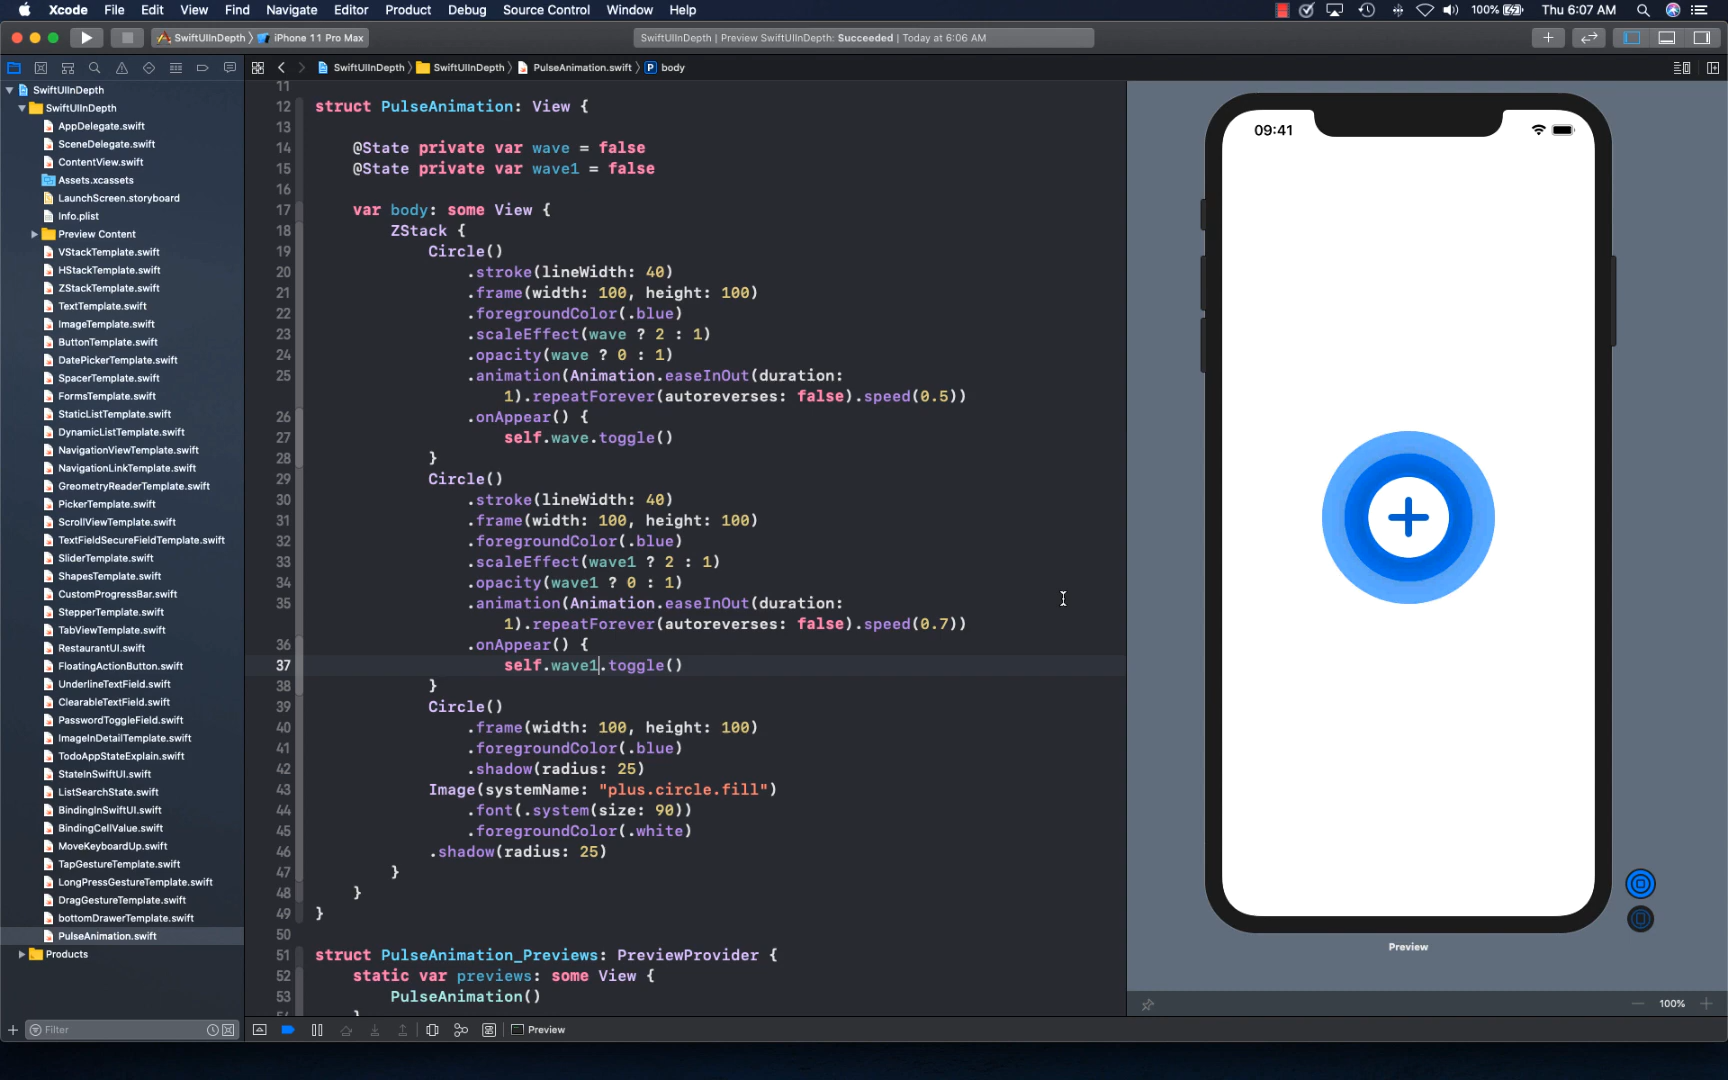 Xcode File Edit View Find Navigate Editor Product Debug Source Control Window Help 100% Thu 6:07 AM
SwiftUIInDepth iPhone 11 Pro Max SwiftUIInDepth | Preview SwiftUIInDepth: Succeeded | Today at 6:06 AM
SwiftUIInDepth SwiftUIInDepth PulseAnimation.swift P body
SwiftUIInDepth
SwiftUIInDepth
AppDelegate.swift
SceneDelegate.swift
ContentView.swift
Assets.xcassets
LaunchScreen.storyboard
Info.plist
Preview Content
VStackTemplate.swift
HStackTemplate.swift
ZStackTemplate.swift
TextTemplate.swift
ImageTemplate.swift
ButtonTemplate.swift
DatePickerTemplate.swift
SpacerTemplate.swift
FormsTemplate.swift
StaticListTemplate.swift
DynamicListTemplate.swift
NavigationViewTemplate.swift
NavigationLinkTemplate.swift
GreometryReaderTemplate.swift
PickerTemplate.swift
ScrollViewTemplate.swift
TextFieldSecureFieldTemplate.swift
SliderTemplate.swift
ShapesTemplate.swift
CustomProgressBar.swift
StepperTemplate.swift
TabViewTemplate.swift
RestaurantUI.swift
FloatingActionButton.swift
UnderlineTextField.swift
ClearableTextField.swift
PasswordToggleField.swift
ImageInDetailTemplate.swift
TodoAppStateExplain.swift
StateInSwiftUI.swift
ListSearchState.swift
BindingInSwiftUI.swift
BindingCellValue.swift
MoveKeyboardUp.swift
TapGestureTemplate.swift
LongPressGestureTemplate.swift
DragGestureTemplate.swift
bottomDrawerTemplate.swift
PulseAnimation.swift
Products
Filter
11
12 struct PulseAnimation: View {
13
14 @State private var wave = false
15 @State private var wave1 = false
16
17 var body: some View {
18 ZStack {
19 Circle()
20 .stroke(lineWidth: 40)
21 .frame(width: 100, height: 100)
22 .foregroundColor(.blue)
23 .scaleEffect(wave ? 2 : 1)
24 .opacity(wave ? 0 : 1)
25 .animation(Animation.easeInOut(duration:
1).repeatForever(autoreverses: false).speed(0.5))
26 .onAppear() {
27 self.wave.toggle()
28 }
29 Circle()
30 .stroke(lineWidth: 40)
31 .frame(width: 100, height: 100)
32 .foregroundColor(.blue)
33 .scaleEffect(wave1 ? 2 : 1)
34 .opacity(wave1 ? 0 : 1)
35 .animation(Animation.easeInOut(duration:
1).repeatForever(autoreverses: false).speed(0.7))
36 .onAppear() {
37 self.wave1.toggle()
38 }
39 Circle()
40 .frame(width: 100, height: 100)
41 .foregroundColor(.blue)
42 .shadow(radius: 25)
43 Image(systemName: "plus.circle.fill")
44 .font(.system(size: 90))
45 .foregroundColor(.white)
46 .shadow(radius: 25)
47 }
48 }
49 }
50
51 struct PulseAnimation_Previews: PreviewProvider {
52 static var previews: some View {
53 PulseAnimation()
Preview
09:41
Preview
100%